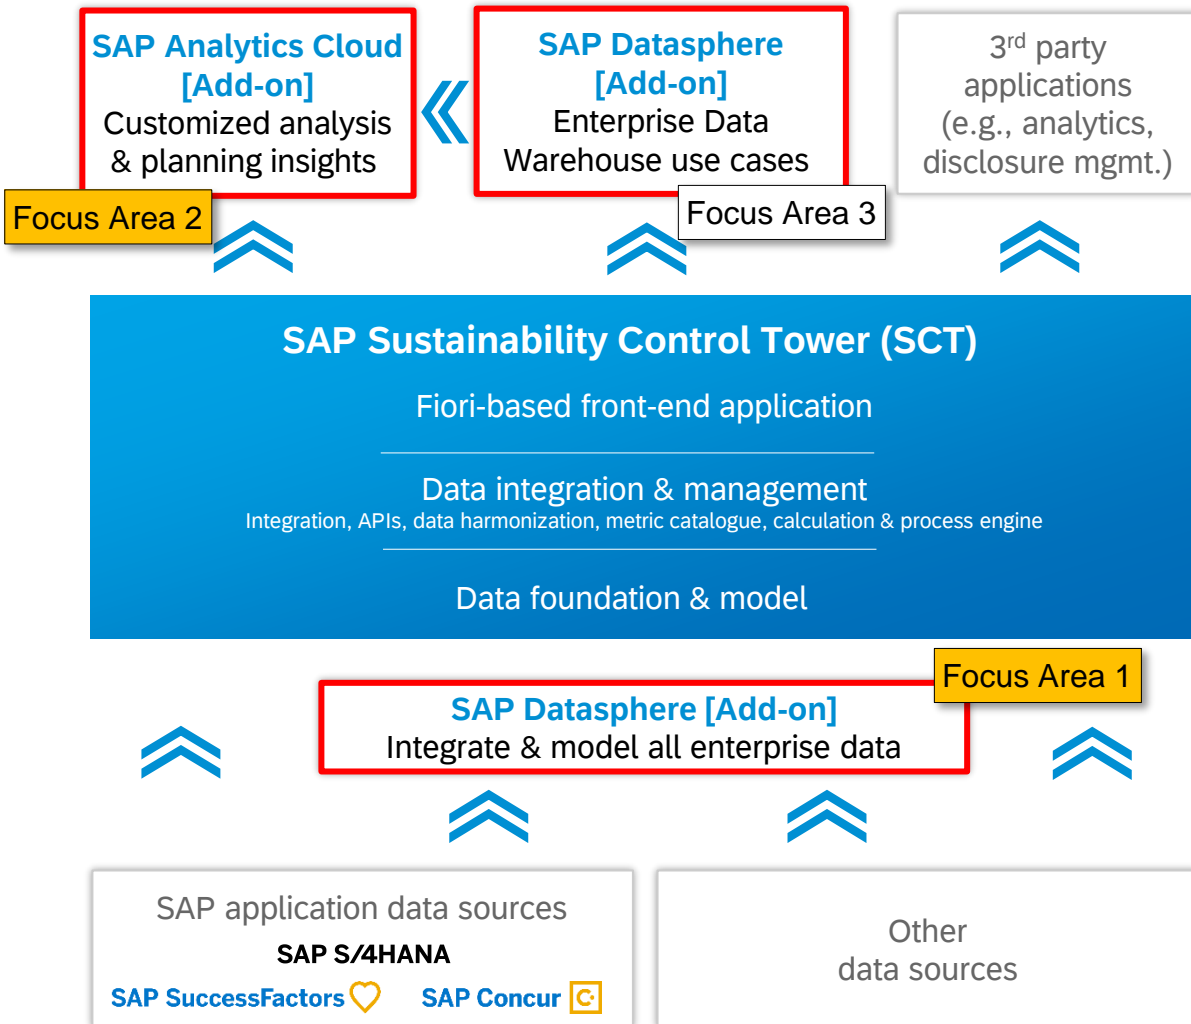 SAP Analytics Cloud
[Add-on]
Customized analysis
& planning insights
SAP Datasphere
[Add-on]
Enterprise Data
Warehouse use cases
3rd party
applications
(e.g., analytics,
disclosure mgmt.)
Focus Area 2
Focus Area 3
SAP Sustainability Control Tower (SCT)
Fiori-based front-end application
Data integration & management
Integration, APIs, data harmonization, metric catalogue, calculation & process engine
Data foundation & model
Focus Area 1
SAP Datasphere [Add-on]
Integrate & model all enterprise data
SAP application data sources
SAP S/4HANA
SAP SuccessFactors
SAP Concur
Other
data sources